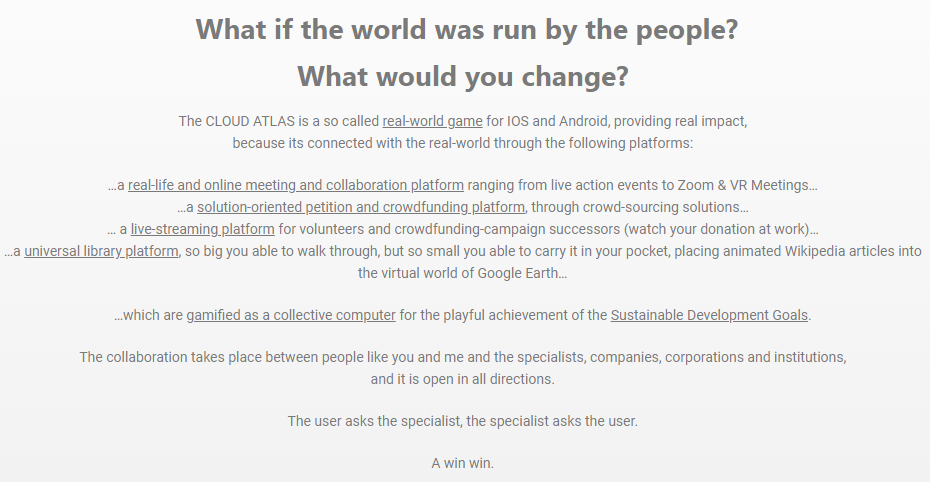 What if the world was run by the people?
What would you change?
The CLOUD ATLAS is a so called real-world game for IOS and Android, providing real impact,
because its connected with the real-world through the following platforms:
…a real-life and online meeting and collaboration platform ranging from live action events to Zoom & VR Meetings…
…a solution-oriented petition and crowdfunding platform, through crowd-sourcing solutions…
… a live-streaming platform for volunteers and crowdfunding-campaign successors (watch your donation at work)…
…a universal library platform, so big you able to walk through, but so small you able to carry it in your pocket, placing animated Wikipedia articles into
the virtual world of Google Earth…
…which are gamified as a collective computer for the playful achievement of the Sustainable Development Goals.
The collaboration takes place between people like you and me and the specialists, companies, corporations and institutions,
and it is open in all directions.
The user asks the specialist, the specialist asks the user.
A win win.